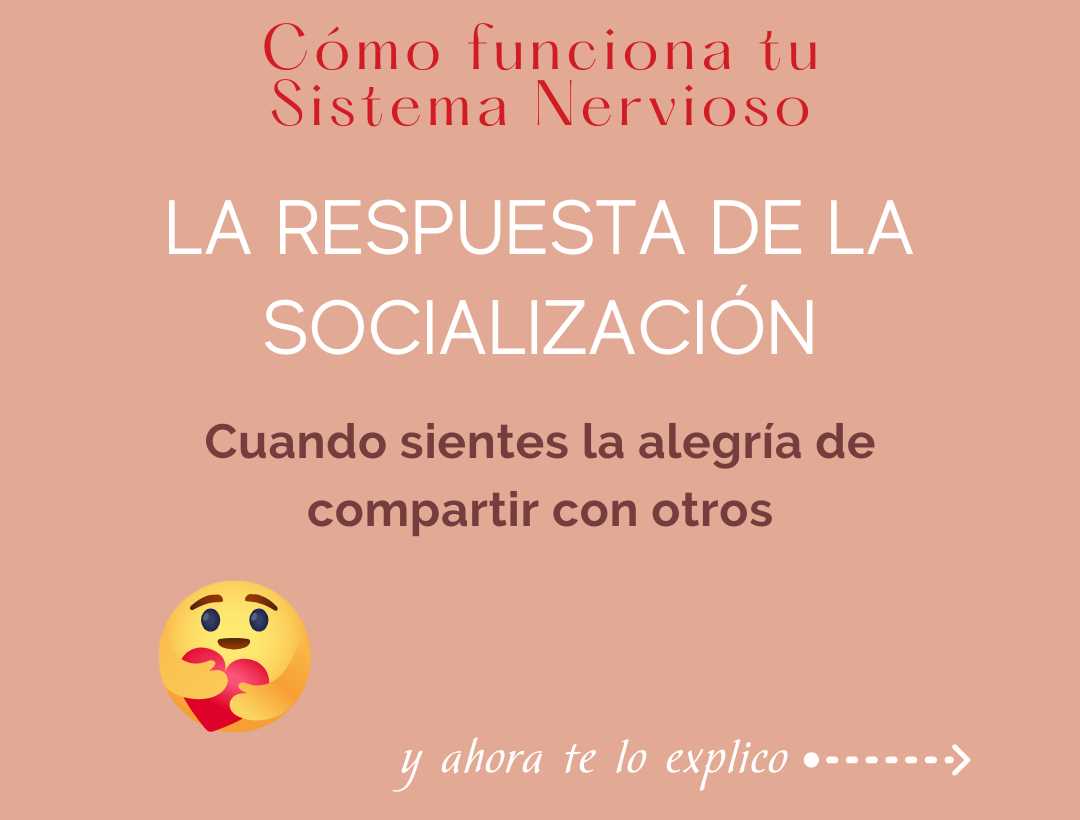 Cómo funciona tu
Sistema Nervioso
LA RESPUESTA DE LA
SOCIALIZACIÓN
Cuando sientes la alegría de
compartir con otros
y ahora te lo explico